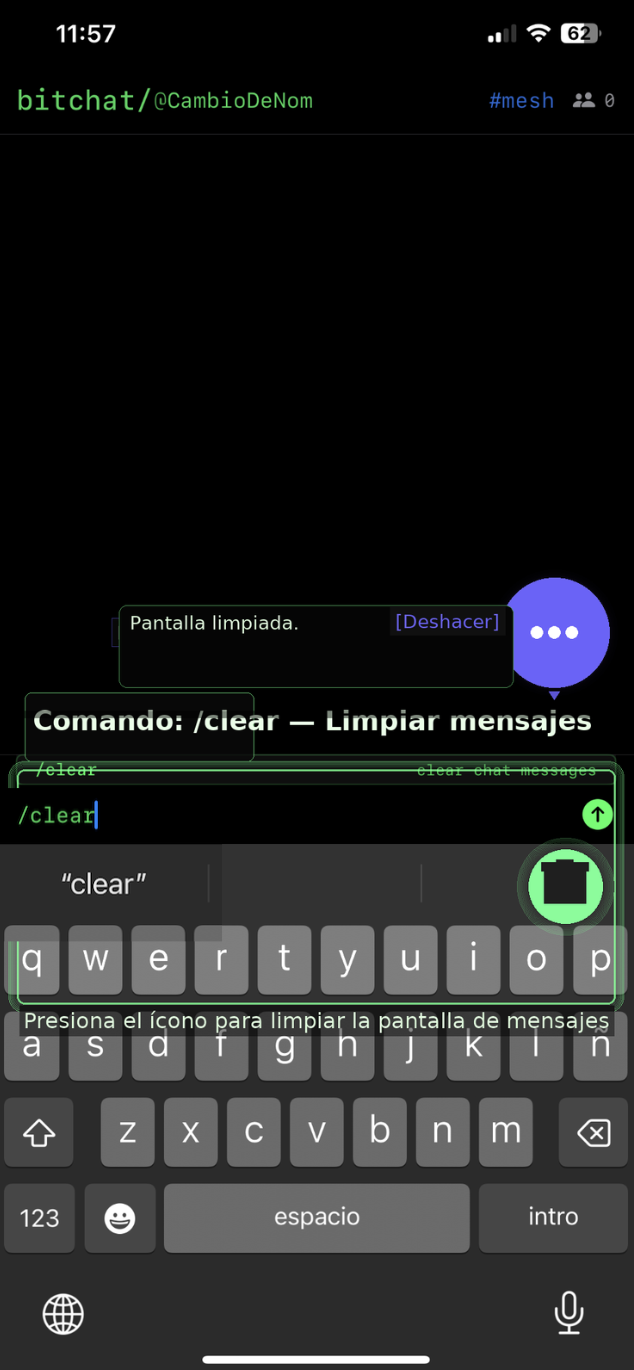 11:57
62
bitchat/@CambioDeNom #mesh 0
Pantalla limpiada. [Deshacer]
Comando: /clear — Limpiar mensajes
/clear clear chat messages
/clear
“clear”
q w e r t y u i o p
Presiona el ícono para limpiar la pantalla de mensajes
a s d f g h j k l ñ
z x c v b n m
123 espacio intro